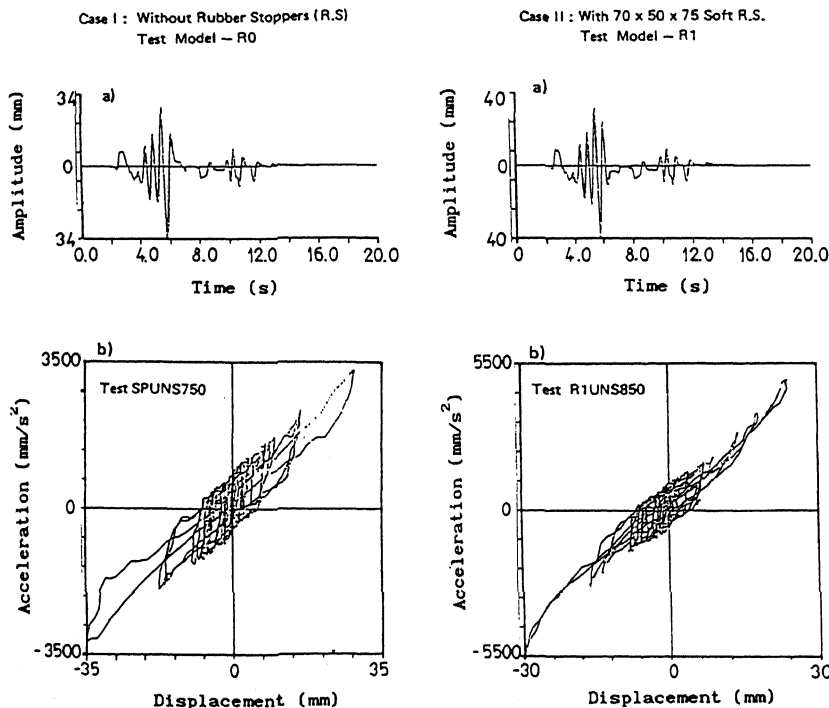 Case I : Without Rubber Stoppers (R.S)
Test Model – R0
a)
Amplitude (mm)
34
0
34
0.0
4.0
8.0
12.0
16.0
20.0
Time (s)
b)
Test SPUNS750
Acceleration (mm/s²)
3500
0
-3500
-35
0
35
Displacement (mm)
Case II : With 70 x 50 x 75 Soft R.S.
Test Model – R1
a)
Amplitude (mm)
40
0
40
0.0
4.0
8.0
12.0
16.0
20.0
Time (s)
b)
Test R1UNS850
Acceleration (mm/s²)
5500
0
-5500
-30
0
30
Displacement (mm)